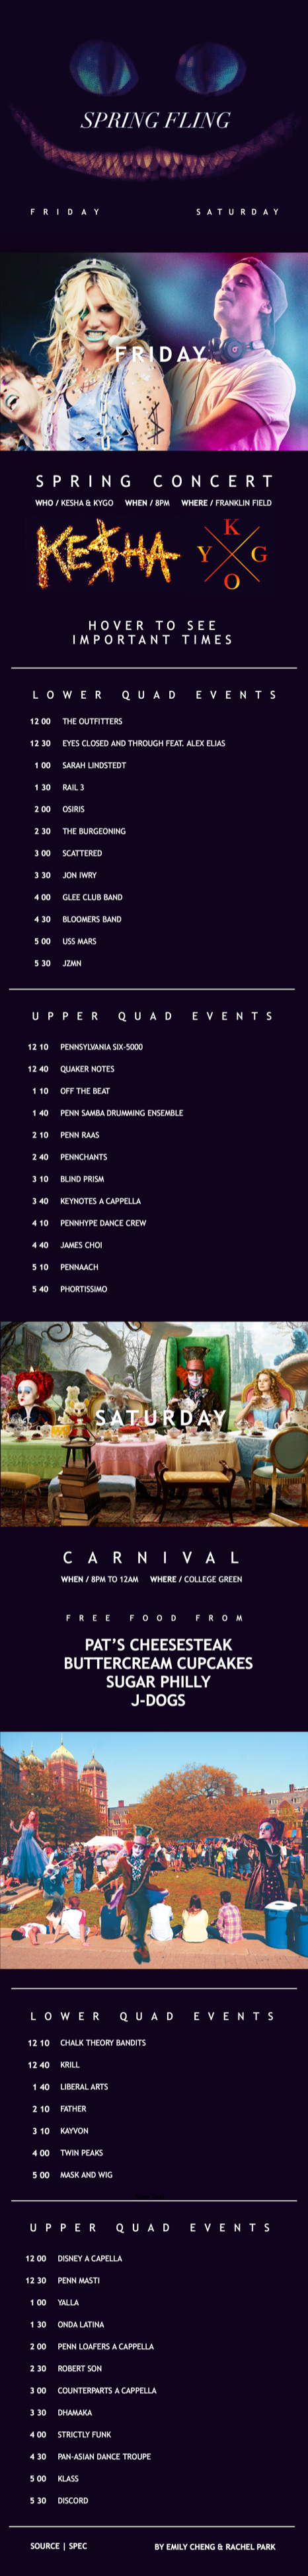 SPRING FLING
FRIDAY SATURDAY
FRIDAY
SPRING CONCERT
WHO / KESHA & KYGO WHEN / 8PM WHERE / FRANKLIN FIELD
KE$HA
K
Y G
O
HOVER TO SEE
IMPORTANT TIMES
LOWER QUAD EVENTS
12 00 THE OUTFITTERS
12 30 EYES CLOSED AND THROUGH FEAT. ALEX ELIAS
1 00 SARAH LINDSTEDT
1 30 RAIL 3
2 00 OSIRIS
2 30 THE BURGEONING
3 00 SCATTERED
3 30 JON IWRY
4 00 GLEE CLUB BAND
4 30 BLOOMERS BAND
5 00 USS MARS
5 30 JZMN
UPPER QUAD EVENTS
12 10 PENNSYLVANIA SIX-5000
12 40 QUAKER NOTES
1 10 OFF THE BEAT
1 40 PENN SAMBA DRUMMING ENSEMBLE
2 10 PENN RAAS
2 40 PENNCHANTS
3 10 BLIND PRISM
3 40 KEYNOTES A CAPPELLA
4 10 PENNHYPE DANCE CREW
4 40 JAMES CHOI
5 10 PENNAACH
5 40 PHORTISSIMO
SATURDAY
CARNIVAL
WHEN / 8PM TO 12AM WHERE / COLLEGE GREEN
FREE FOOD FROM
PAT'S CHEESESTEAK
BUTTERCREAM CUPCAKES
SUGAR PHILLY
J-DOGS
LOWER QUAD EVENTS
12 10 CHALK THEORY BANDITS
12 40 KRILL
1 40 LIBERAL ARTS
2 10 FATHER
3 10 KAYVON
4 00 TWIN PEAKS
5 00 MASK AND WIG
UPPER QUAD EVENTS
12 00 DISNEY A CAPELLA
12 30 PENN MASTI
1 00 YALLA
1 30 ONDA LATINA
2 00 PENN LOAFERS A CAPPELLA
2 30 ROBERT SON
3 00 COUNTERPARTS A CAPPELLA
3 30 DHAMAKA
4 00 STRICTLY FUNK
4 30 PAN-ASIAN DANCE TROUPE
5 00 KLASS
5 30 DISCORD
SOURCE | SPEC BY EMILY CHENG & RACHEL PARK